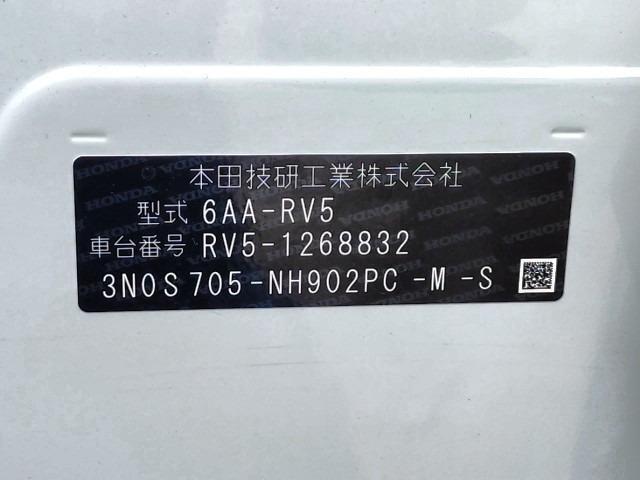 本田技研工業株式会社
型式 6AA-RV5
車台番号 RV5-1268832
3N0S 705-NH902PC -M -S